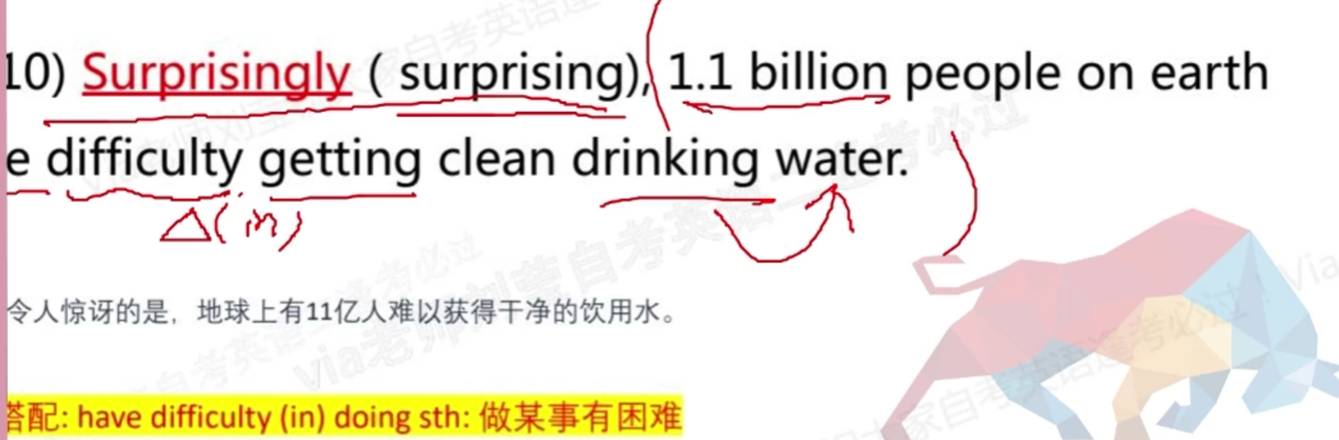 10) Surprisingly ( surprising), 1.1 billion people on earth
e difficulty getting clean drinking water.
(in)
令人惊讶的是，地球上有11亿人难以获得干净的饮用水。
搭配: have difficulty (in) doing sth: 做某事有困难